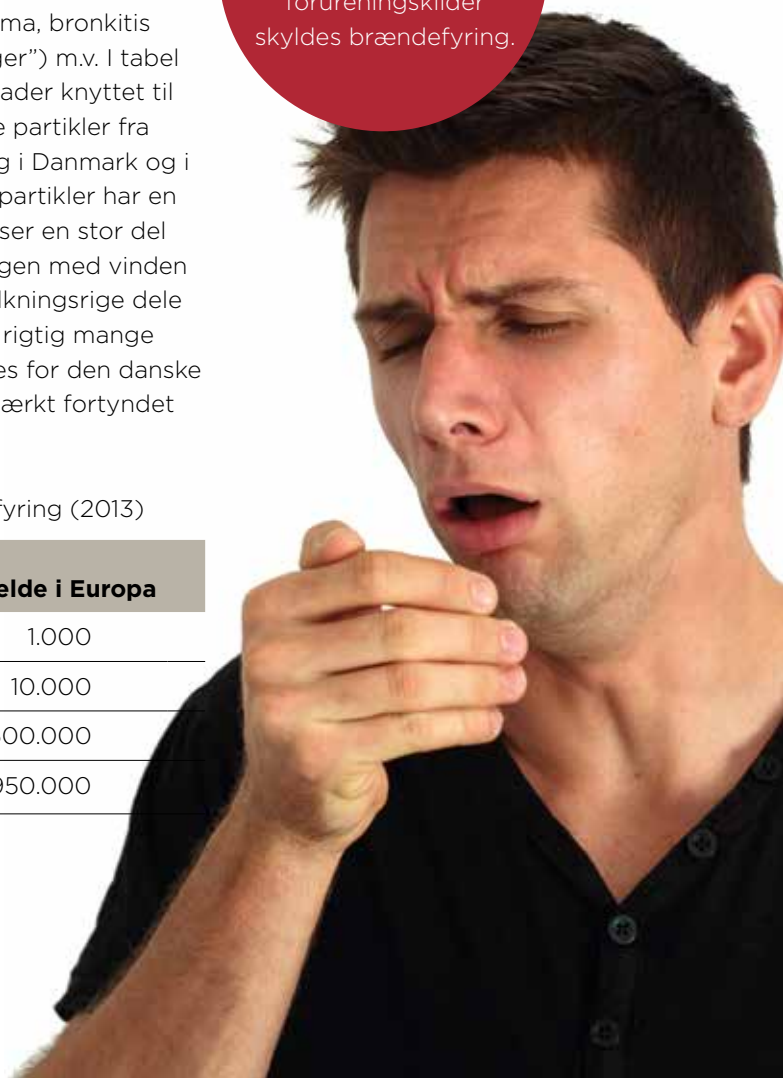 forureningskilder
skyldes brændefyring.
ma, bronkitis
ger”) m.v. I tabel
ader knyttet til
e partikler fra
g i Danmark og i
partikler har en
ser en stor del
gen med vinden
lkningsrige dele
rigtig mange
es for den danske
ærkt fortyndet
fyring (2013)
elde i Europa
1.000
10.000
00.000
950.000